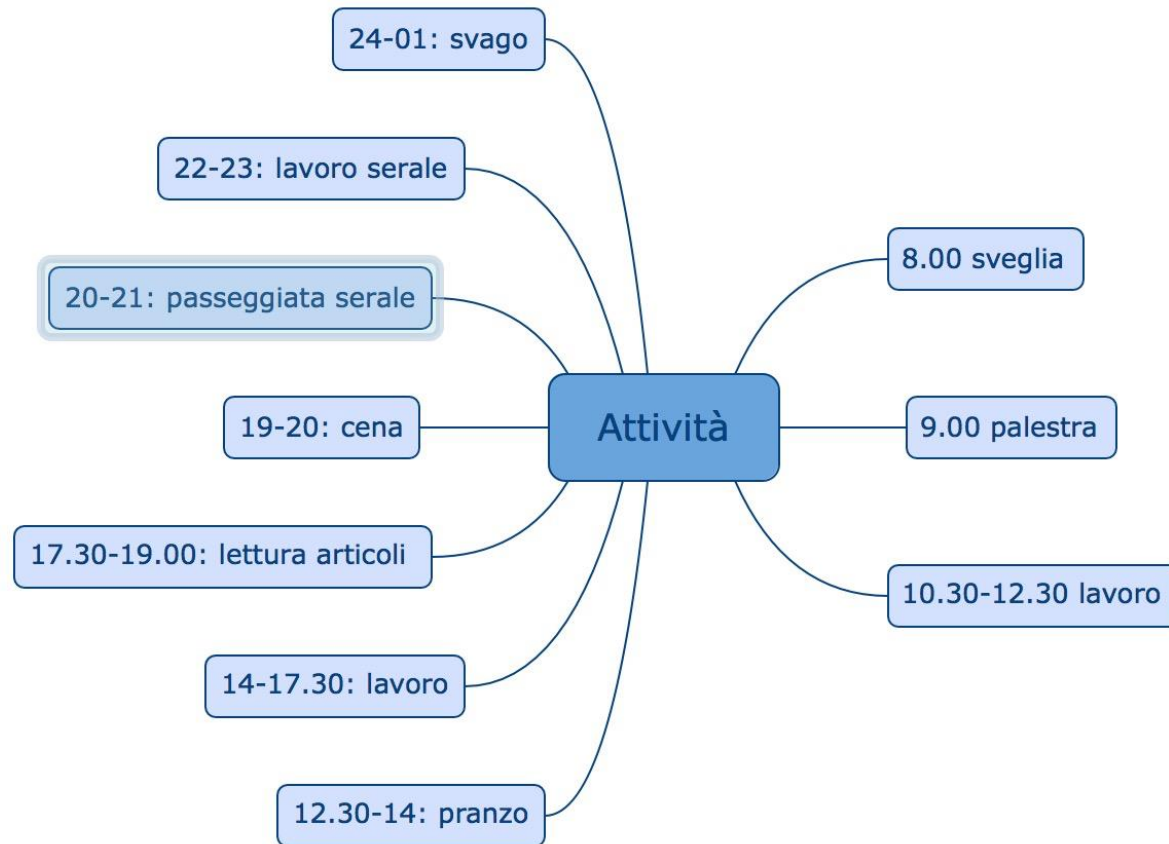 24-01: svago
22-23: lavoro serale
8.00 sveglia
20-21: passeggiata serale
Attività
19-20: cena
9.00 palestra
17.30-19.00: lettura articoli
10.30-12.30 lavoro
14-17.30: lavoro
12.30-14: pranzo